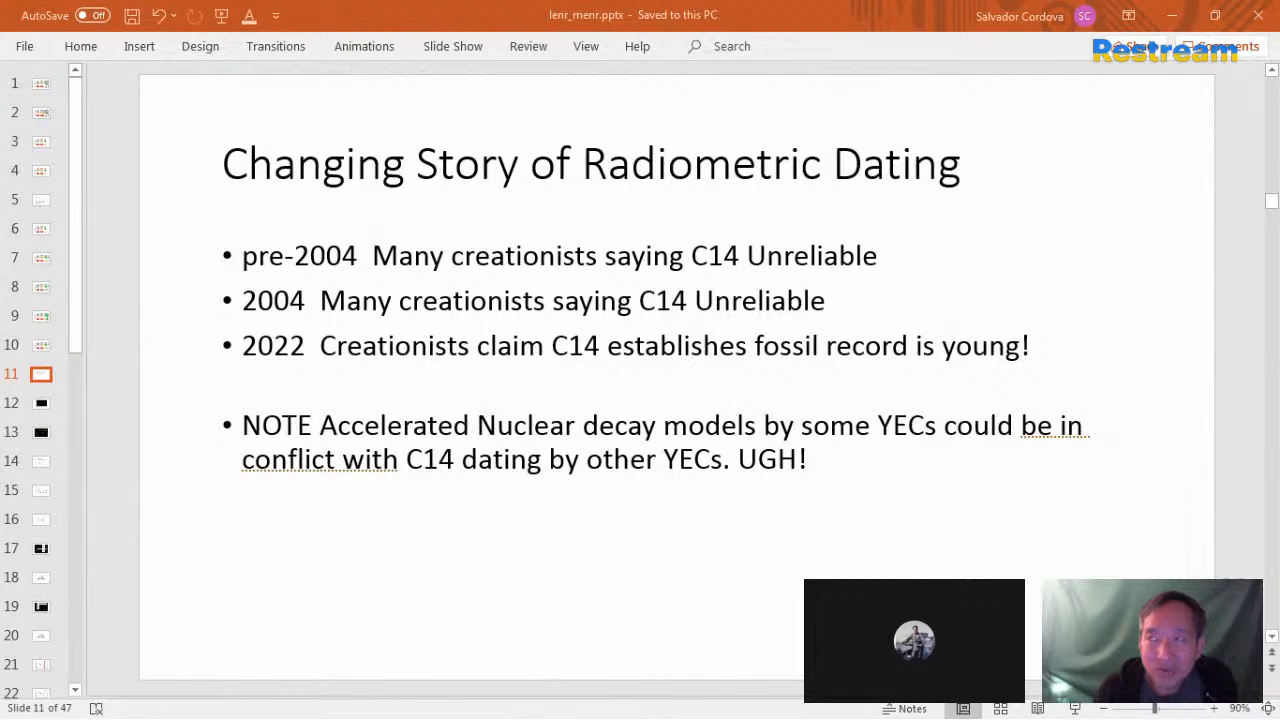 AutoSave Off lenr_menr.pptx - Saved to this PC Salvador Cordova SC
File Home Insert Design Transitions Animations Slide Show Review View Help Search Share Comments
Restream
1
2
3
4
5
6
7
8
9
10
11
12
13
14
15
16
17
18
19
20
21
22
Changing Story of Radiometric Dating
• pre-2004 Many creationists saying C14 Unreliable
• 2004 Many creationists saying C14 Unreliable
• 2022 Creationists claim C14 establishes fossil record is young!
• NOTE Accelerated Nuclear decay models by some YECs could be in
conflict with C14 dating by other YECs. UGH!
Slide 11 of 47 Notes 90%